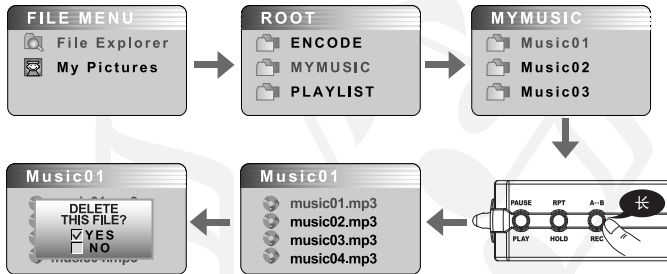 FILE MENU
File Explorer
My Pictures
ROOT
ENCODE
MYMUSIC
PLAYLIST
MYMUSIC
Music01
Music02
Music03
PAUSE RPT A↔B
长
PLAY HOLD REC
Music01
music01.mp3
music02.mp3
music03.mp3
music04.mp3
Music01
DELETE
THIS FILE?
YES
NO